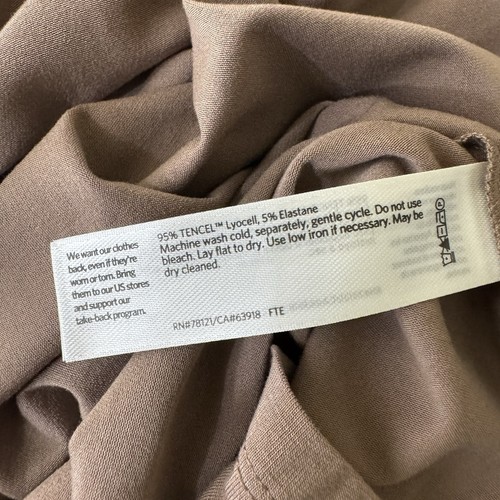 We want our clothes
back, even if they're
worn or torn. Bring
them to our US stores
and support our
take-back program.
95% TENCEL™ Lyocell, 5% Elastane
Machine wash cold, separately, gentle cycle. Do not use
bleach. Lay flat to dry. Use low iron if necessary. May be
dry cleaned.
RN#78121/CA#63918 FTE